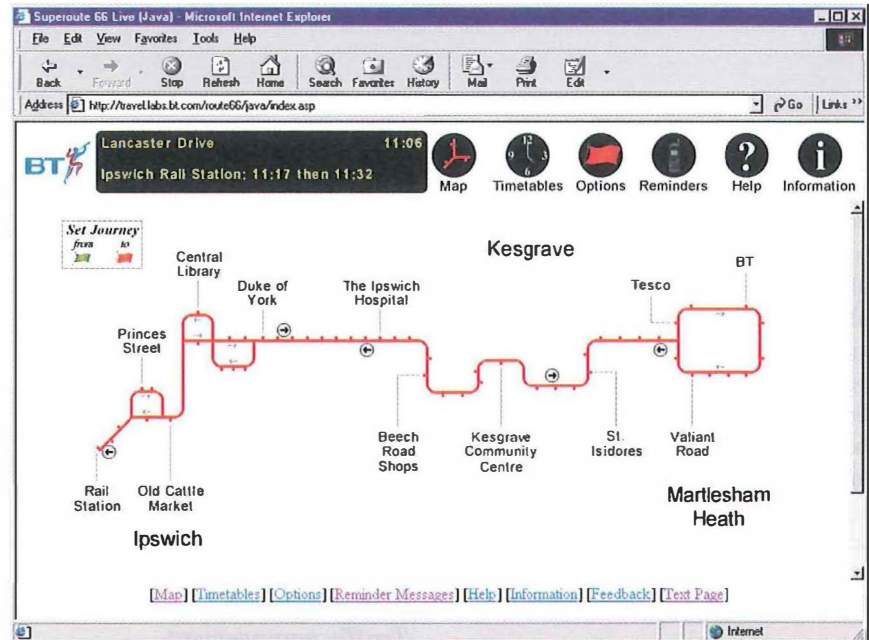 Superoute 66 Live (Java) - Microsoft Internet Explorer
File Edit View Favorites Tools Help
Back Forward Stop Refresh Home Search Favorites History Mail Print Edit
Address http://travel.labs.bt.com/route66/java/index.asp Go Links »
BT
Lancaster Drive 11:06
Ipswich Rail Station: 11:17 then 11:32
Map Timetables Options Reminders Help Information
Set Journey
from to
Kesgrave
Central
Library
Duke of
York
The Ipswich
Hospital
Tesco
BT
Princes
Street
Rail
Station
Old Cattle
Market
Beech
Road
Shops
Kesgrave
Community
Centre
St.
Isidores
Valiant
Road
Ipswich
Martlesham
Heath
[Map] [Timetables] [Options] [Reminder Messages] [Help] [Information] [Feedback] [Text Page]
Internet